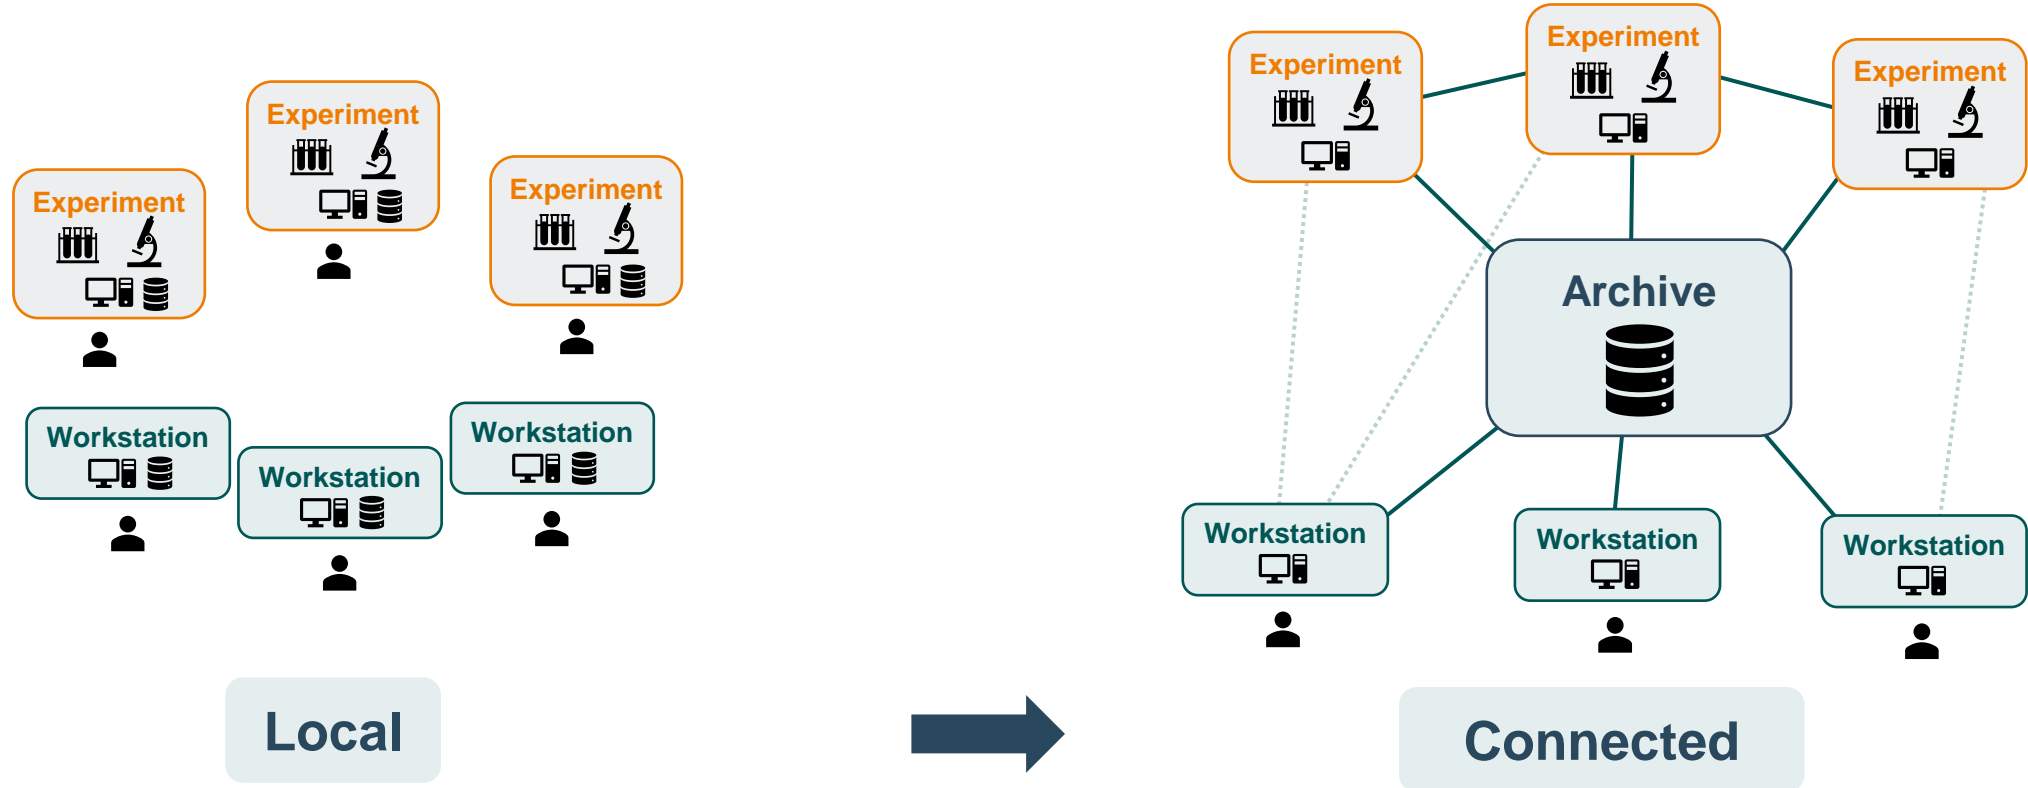 Experiment
Experiment
Experiment
Workstation
Workstation
Workstation
Local
Experiment
Experiment
Experiment
Archive
Workstation
Workstation
Workstation
Connected